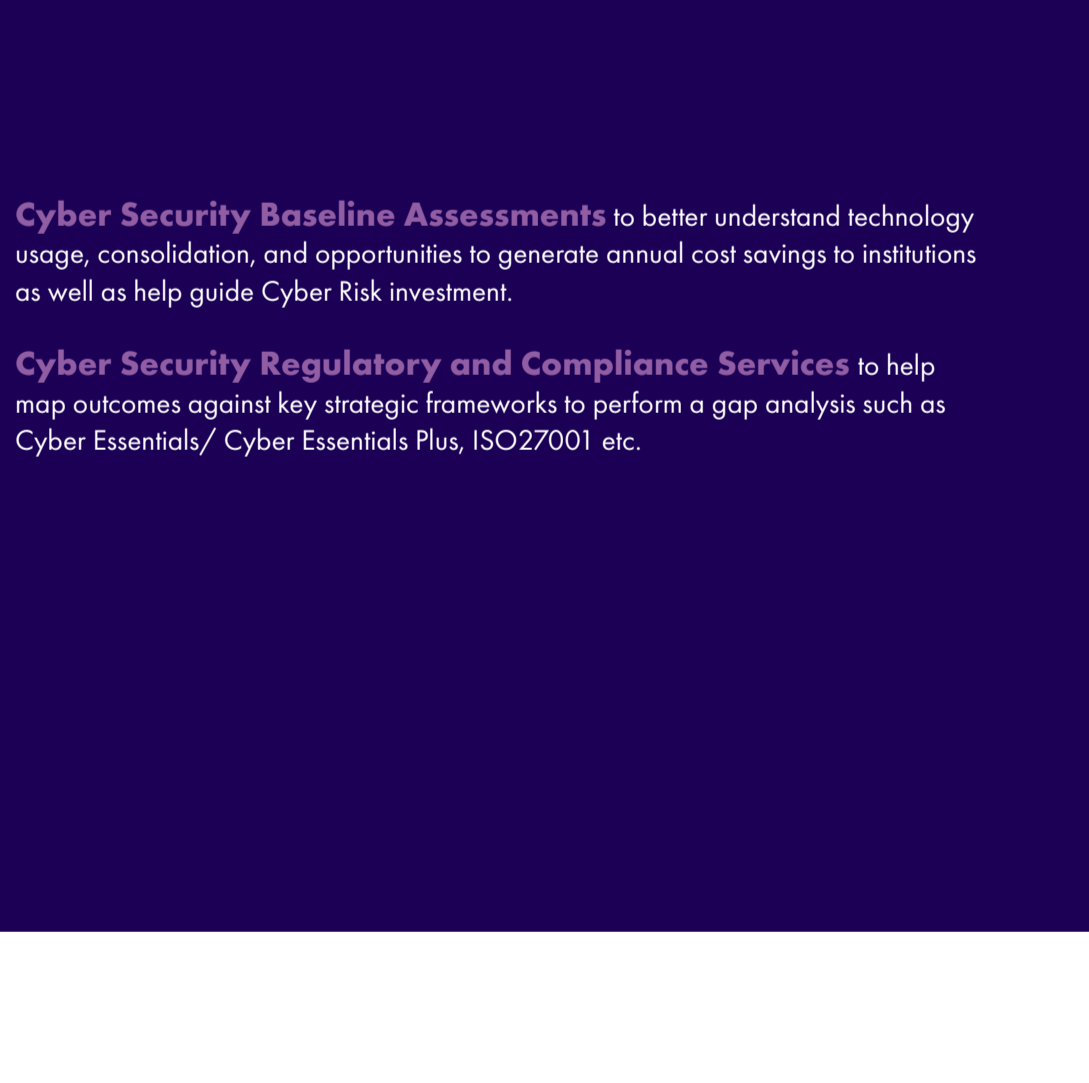 Cyber Security Baseline Assessments to better understand technology
usage, consolidation, and opportunities to generate annual cost savings to institutions
as well as help guide Cyber Risk investment.
Cyber Security Regulatory and Compliance Services to help
map outcomes against key strategic frameworks to perform a gap analysis such as
Cyber Essentials/ Cyber Essentials Plus, ISO27001 etc.